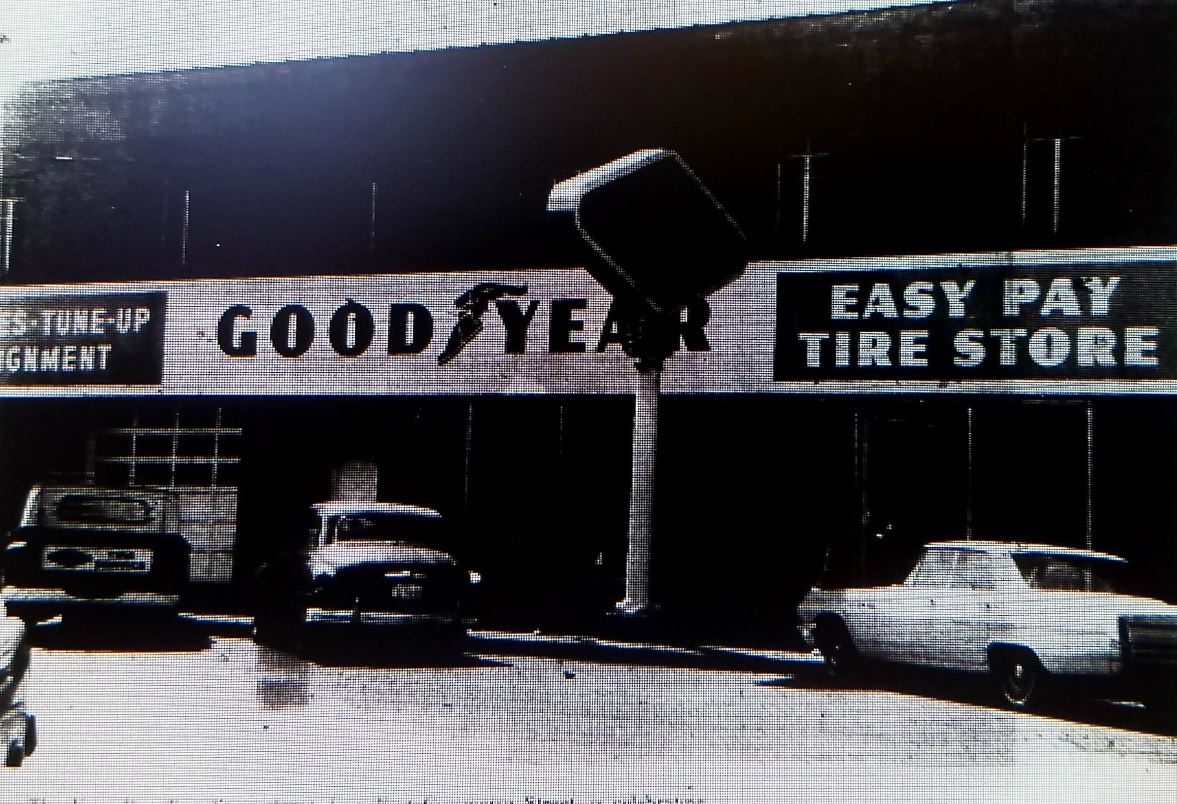 ES-TUNE-UP
IGNMENT
GOODYEAR
EASY PAY
TIRE STORE